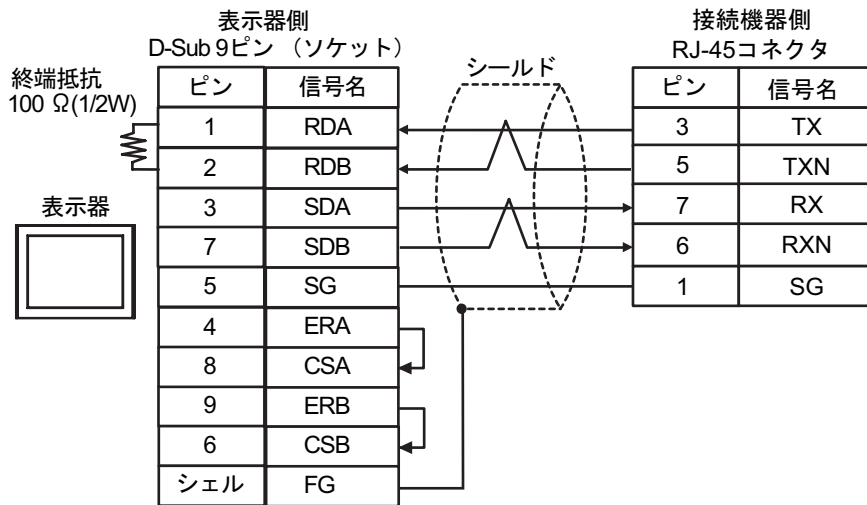 表示器側
D-Sub 9ピン （ソケット）
接続機器側
RJ-45コネクタ
シールド
終端抵抗
100 Ω(1/2W)
表示器
ピン 信号名
1 RDA
2 RDB
3 SDA
7 SDB
5 SG
4 ERA
8 CSA
9 ERB
6 CSB
シェル FG
ピン 信号名
3 TX
5 TXN
7 RX
6 RXN
1 SG